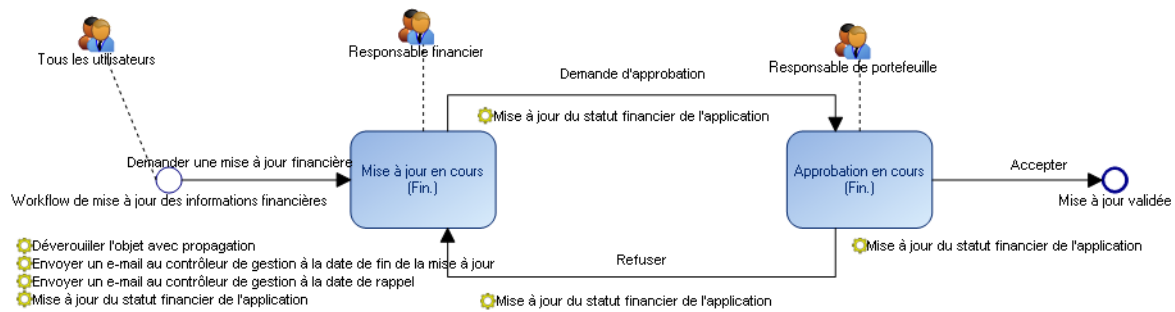 Tous les utilisateurs
Responsable financier
Responsable de portefeuille
Demande d'approbation
Mise à jour du statut financier de l'application
Demander une mise à jour financière
Mise à jour en cours
(Fin.)
Approbation en cours
(Fin.)
Accepter
Workflow de mise à jour des informations financières
Mise à jour validée
Déverouiiller l'objet avec propagation
Envoyer un e-mail au contrôleur de gestion à la date de fin de la mise à jour
Envoyer un e-mail au contrôleur de gestion à la date de rappel
Mise à jour du statut financier de l'application
Refuser
Mise à jour du statut financier de l'application
Mise à jour du statut financier de l'application